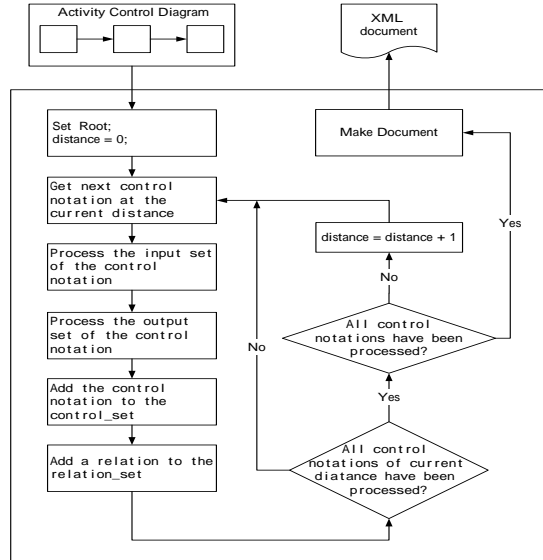 Activity Control Diagram
XML
document
Set Root;
distance = 0;
Make Document
Get next control
notation at the
current distance
distance = distance + 1
Yes
Process the input set
of the control
notation
No
Process the output
set of the control
notation
All control
notations have been
processed?
No
Add the control
notation to the
control_set
Yes
Add a relation to the
relation_set
All control
notations of current
diatance have been
processed?